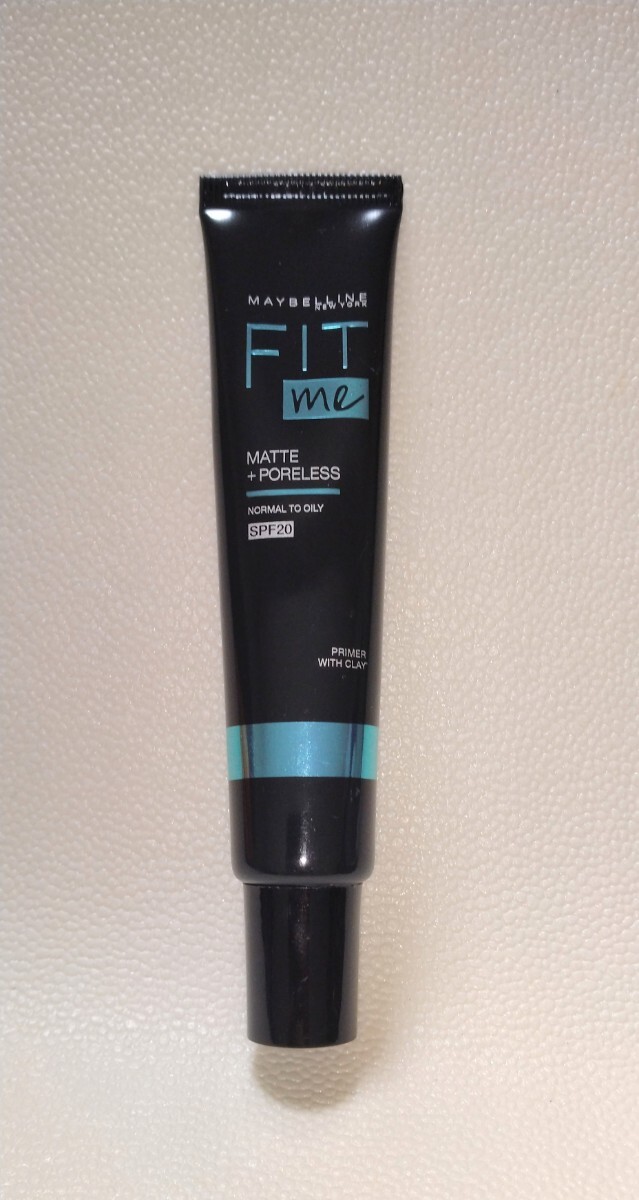 MAYBELLINE
NEW YORK
FIT
me
MATTE
+ PORELESS
NORMAL TO OILY
SPF20
PRIMER
WITH CLAY